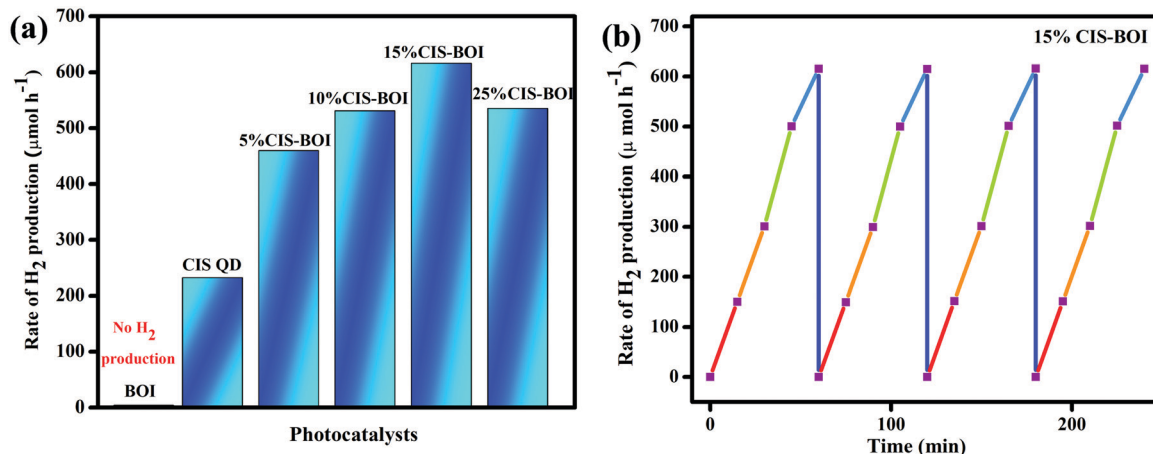 (a)
Rate of H2 production (μmol h-1)
700
600
500
400
300
200
100
0
No H2
production
BOI
CIS QD
5%CIS-BOI
10%CIS-BOI
15%CIS-BOI
25%CIS-BOI
Photocatalysts
(b)
15% CIS-BOI
Rate of H2 production (μ mol h-1)
700
600
500
400
300
200
100
0
0
100
200
Time (min)